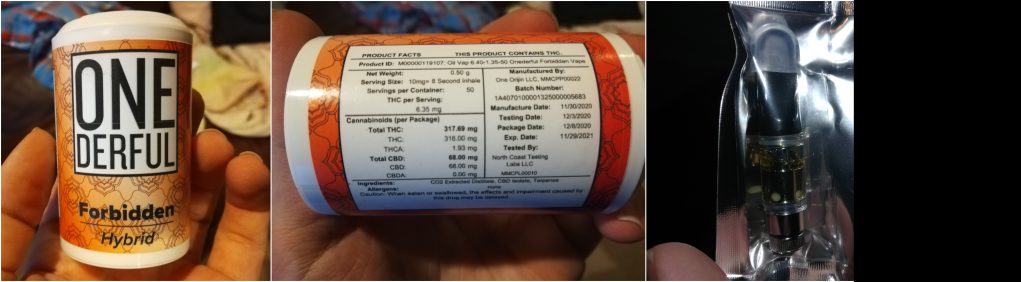 ONE
DERFUL
Forbidden
Hybrid
PRODUCT FACTS THIS PRODUCT CONTAINS THC.
Product ID: M00000119107: Oil Vap 6.40-1.35-50 Onederful Forbidden Vape
Net Weight: 0.50 g
Serving Size: 10mg= 8 Second Inhale
Servings per Container: 50
THC per Serving:
6.35 mg
Cannabinoids (per Package)
Total THC: 317.69 mg
THC: 316.00 mg
THCA: 1.93 mg
Total CBD: 68.00 mg
CBD: 68.00 mg
CBDA: 0.00 mg
Manufactured By:
One Orijin LLC, MMCPP00022
Batch Number:
1A4070100001325000005683
Manufacture Date: 11/30/2020
Testing Date: 12/3/2020
Package Date: 12/8/2020
Exp. Date: 11/29/2021
Tested By:
North Coast Testing
Labs LLC
MMCPL00010
Ingredients: CO2 Extracted Distillate, CBD Isolate, Terpenes
Allergens: none
Caution: When eaten or swallowed, the effects and impairment caused by
this drug may be delayed.